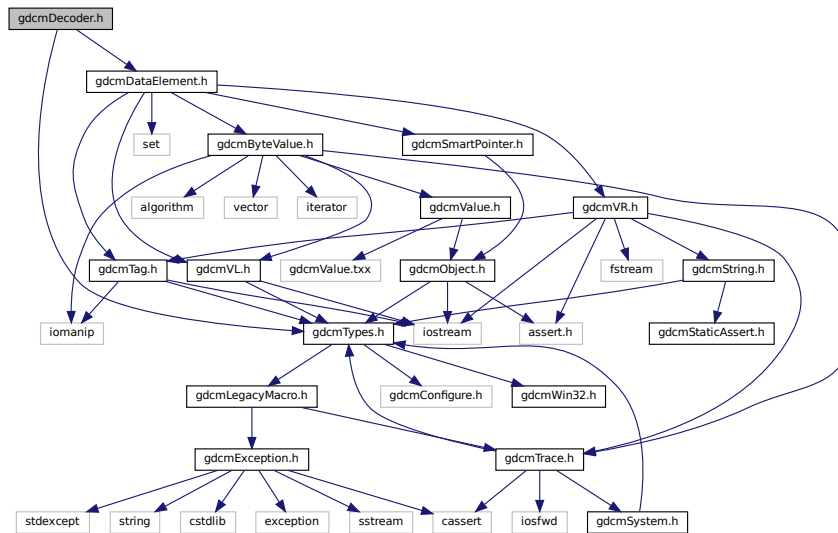 gdcmDecoder.h
gdcmDataElement.h
set
gdcmByteValue.h
gdcmSmartPointer.h
algorithm
vector
iterator
gdcmValue.h
gdcmVR.h
gdcmTag.h
gdcmVL.h
gdcmValue.txx
gdcmObject.h
fstream
gdcmString.h
iomanip
gdcmTypes.h
iostream
assert.h
gdcmStaticAssert.h
gdcmLegacyMacro.h
gdcmConfigure.h
gdcmWin32.h
gdcmException.h
gdcmTrace.h
stdexcept
string
cstdlib
exception
sstream
cassert
iosfwd
gdcmSystem.h